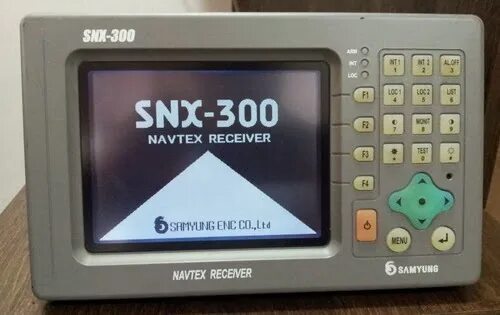 SNX-300
ARM
INT
LOC
SNX-300
NAVTEX RECEIVER
SAMYUNG ENC CO.,Ltd
F1
F2
F3
F4
INT 1 1
INT 2 2
AL.OFF 3
LOC 1 4
LOC 2 5
LIST 6
7
MONIT 8
9
*
TEST 0
#
MENU
NAVTEX RECEIVER
SAMYUNG